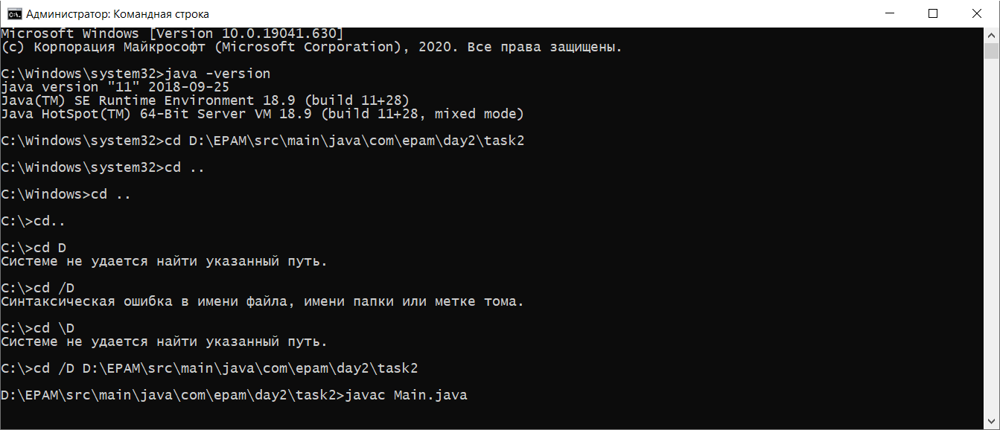 Администратор: Командная строка
Microsoft Windows [Version 10.0.19041.630]
(c) Корпорация Майкрософт (Microsoft Corporation), 2020. Все права защищены.
C:\Windows\system32>java -version
java version "11" 2018-09-25
Java(TM) SE Runtime Environment 18.9 (build 11+28)
Java HotSpot(TM) 64-Bit Server VM 18.9 (build 11+28, mixed mode)
C:\Windows\system32>cd D:\EPAM\src\main\java\com\epam\day2\task2
C:\Windows\system32>cd ..
C:\Windows>cd ..
C:\>cd..
C:\>cd D
Системе не удается найти указанный путь.
C:\>cd /D
Синтаксическая ошибка в имени файла, имени папки или метке тома.
C:\>cd \D
Системе не удается найти указанный путь.
C:\>cd /D D:\EPAM\src\main\java\com\epam\day2\task2
D:\EPAM\src\main\java\com\epam\day2\task2>javac Main.java